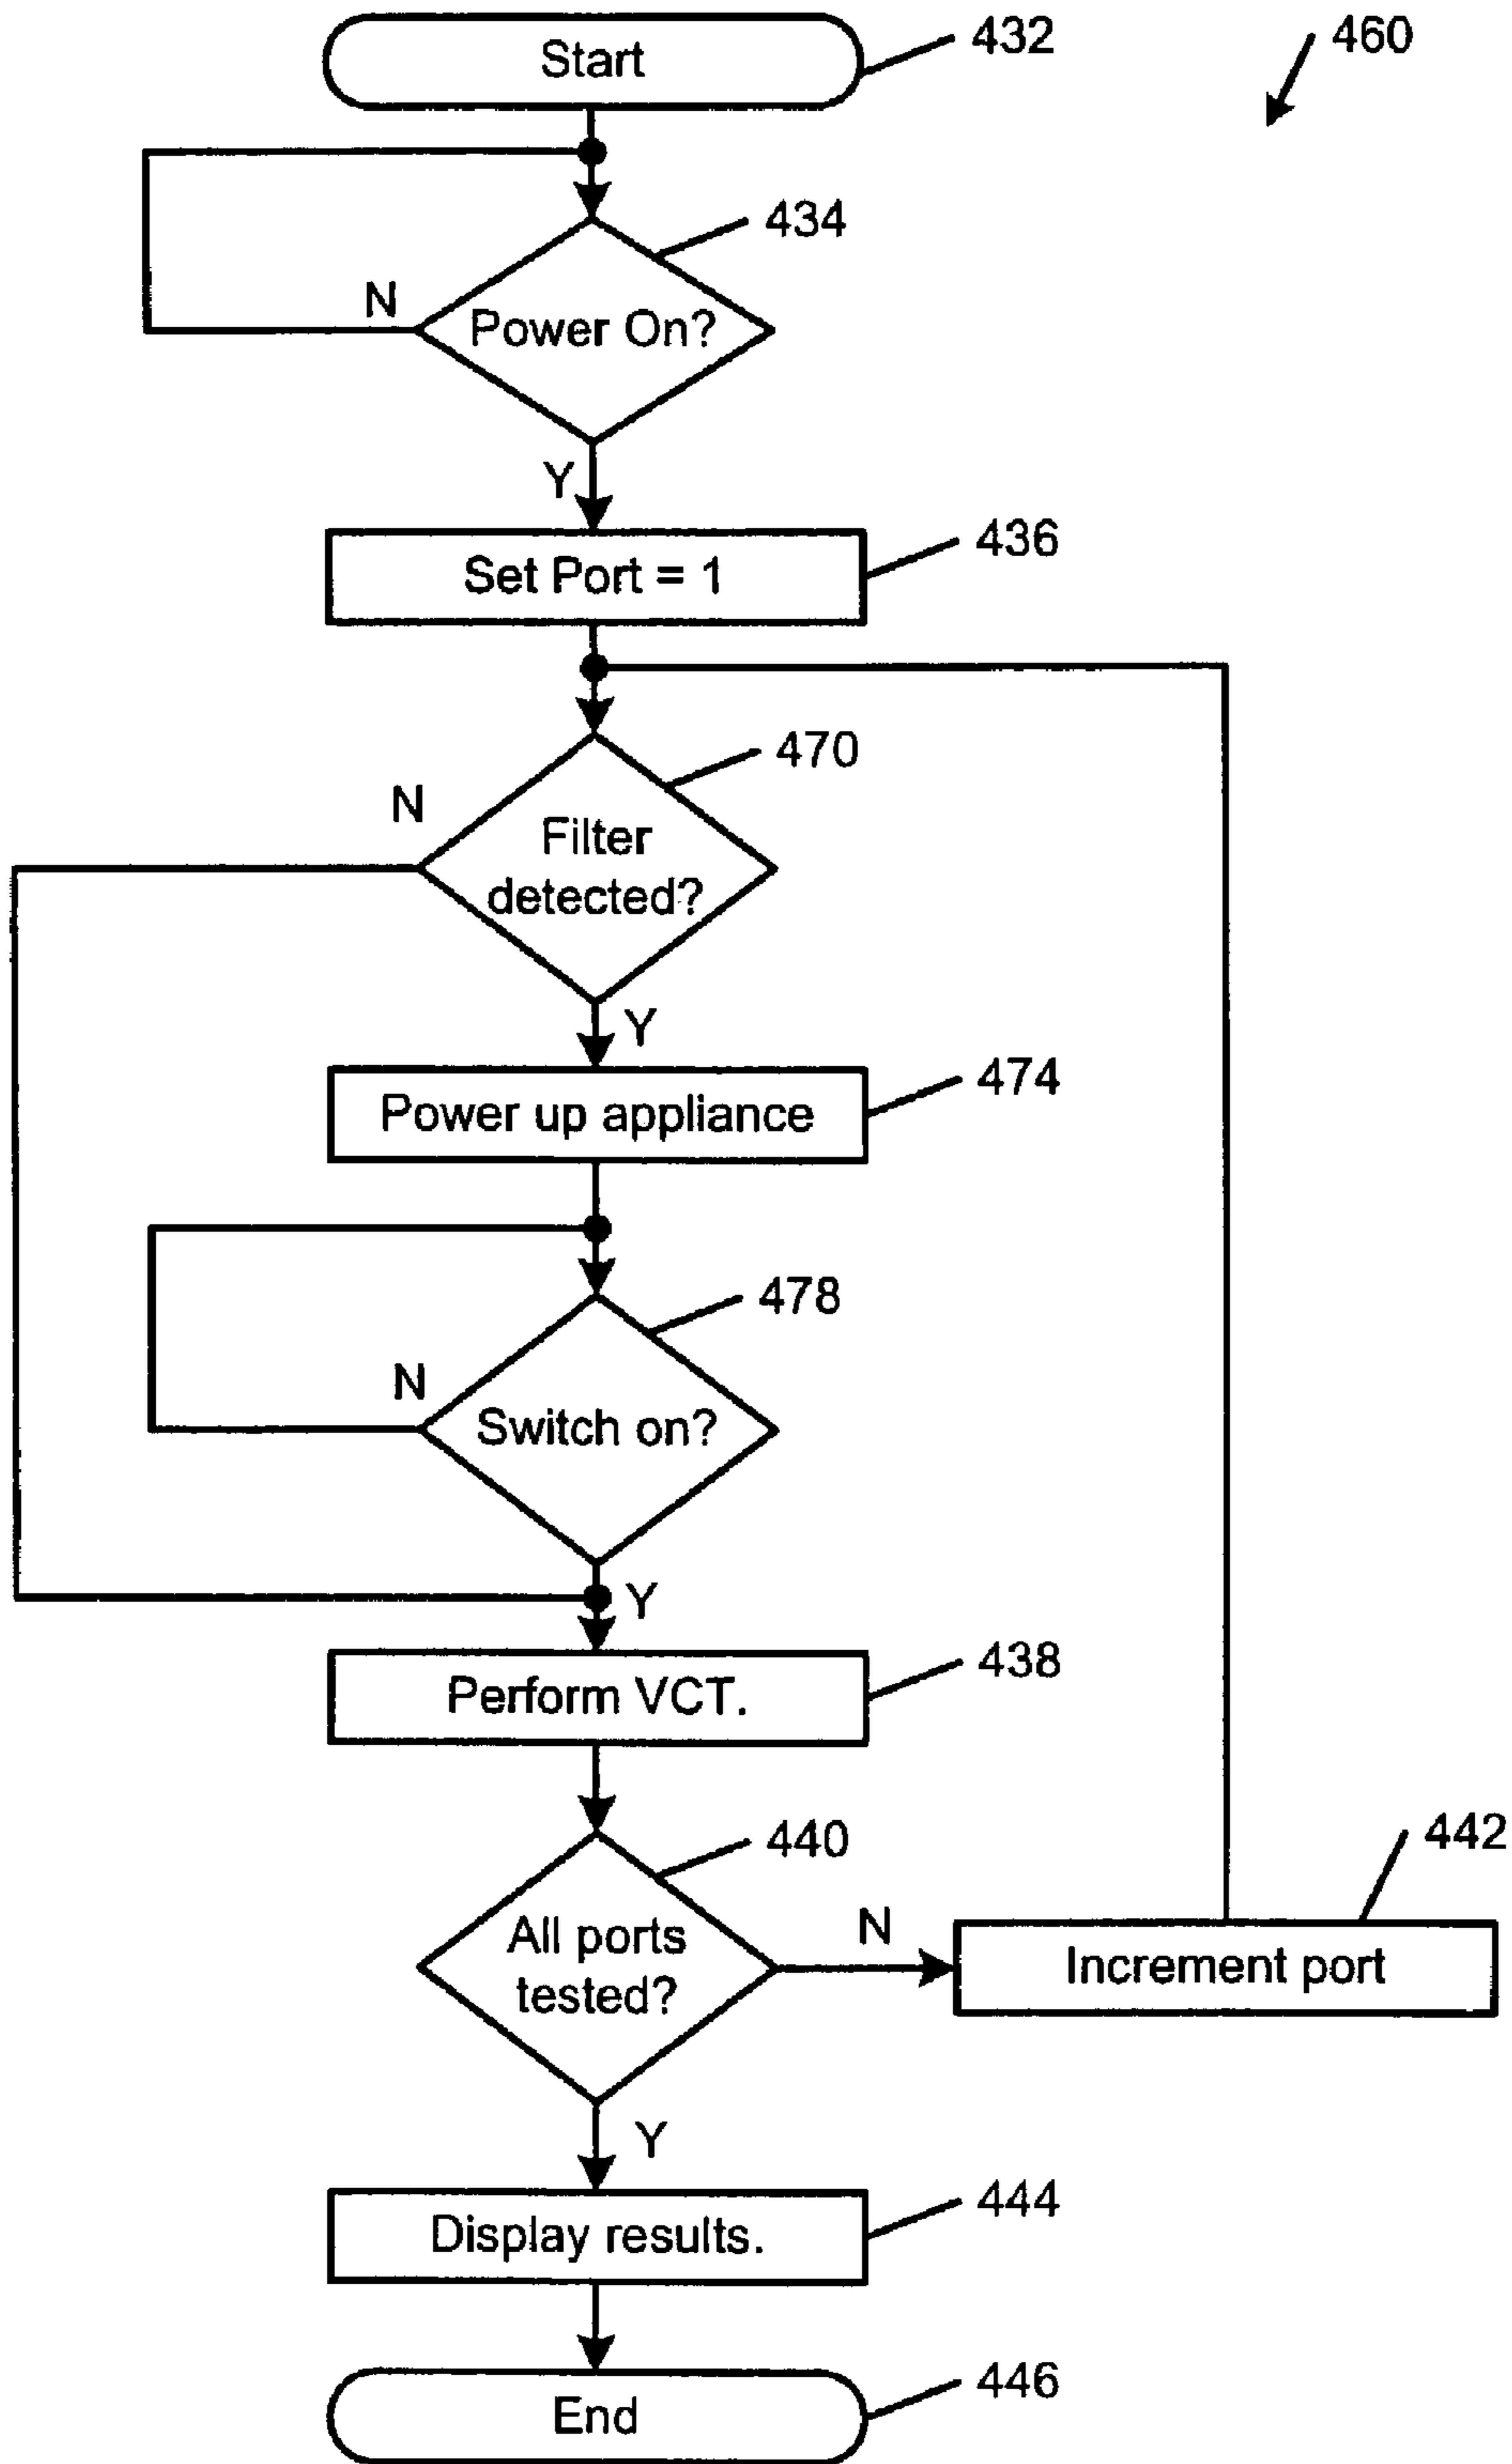 Start
432
460
434
N
Power On?
Y
436
Set Port = 1
470
N
Filter
detected?
Y
474
Power up appliance
478
N
Switch on?
Y
438
Perform VCT.
440
442
All ports
tested?
N
Increment port
Y
444
Display results.
446
End